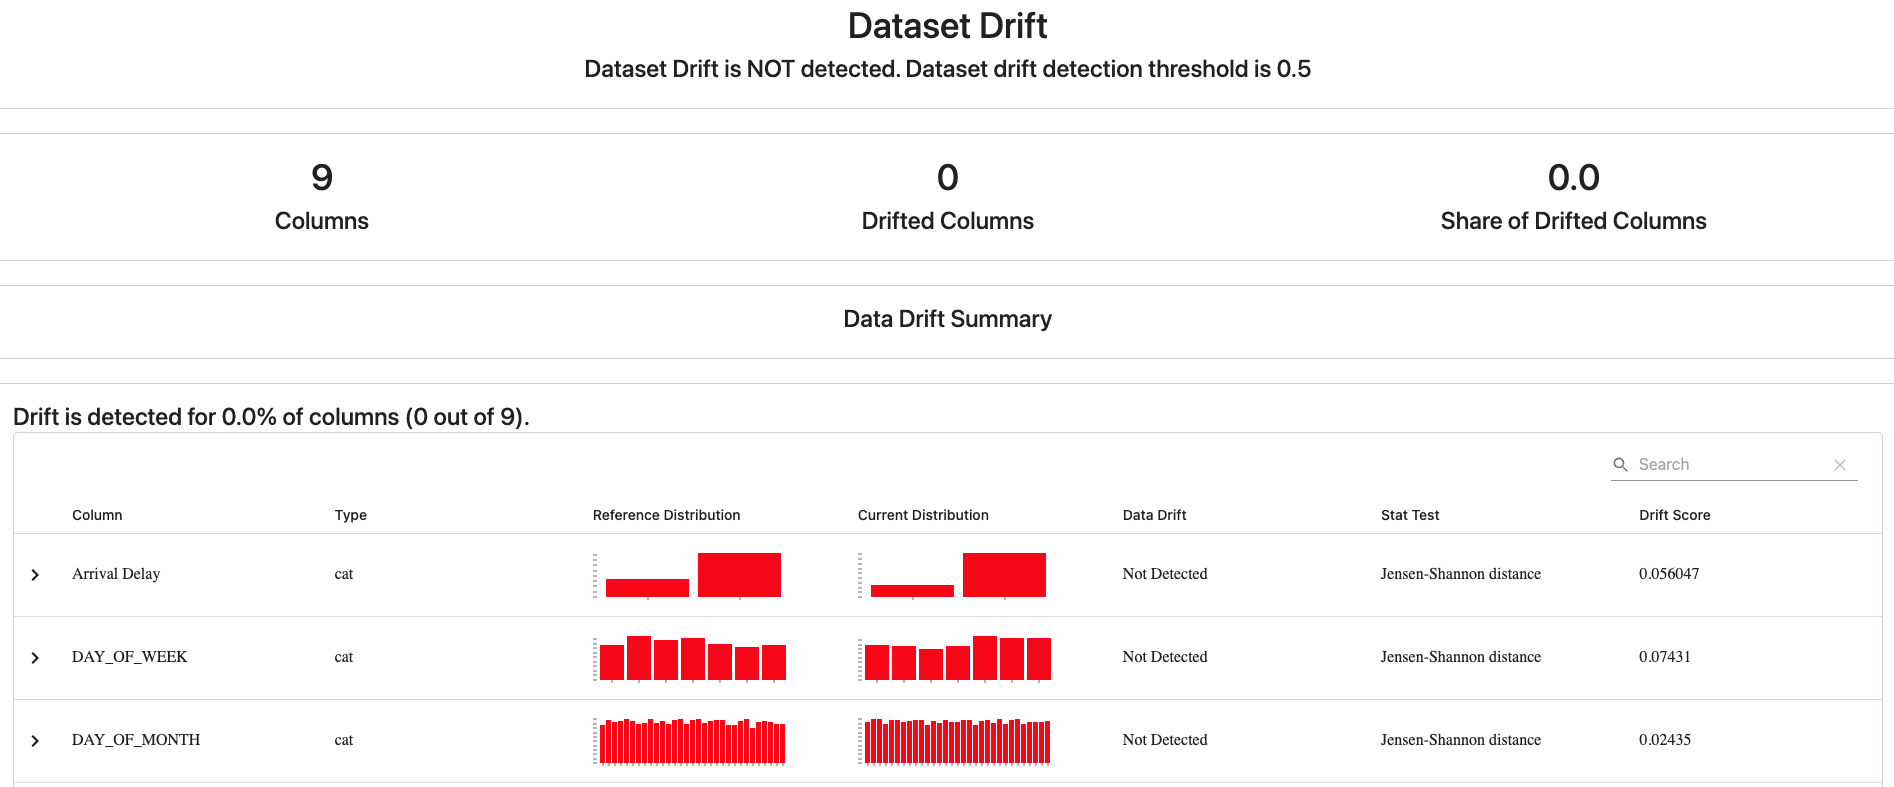 Dataset Drift
Dataset Drift is NOT detected. Dataset drift detection threshold is 0.5
9
Columns
0
Drifted Columns
0.0
Share of Drifted Columns
Data Drift Summary
Drift is detected for 0.0% of columns (0 out of 9).
Search
Column Type Reference Distribution Current Distribution Data Drift Stat Test Drift Score
Arrival Delay cat Not Detected Jensen-Shannon distance 0.056047
DAY_OF_WEEK cat Not Detected Jensen-Shannon distance 0.07431
DAY_OF_MONTH cat Not Detected Jensen-Shannon distance 0.02435